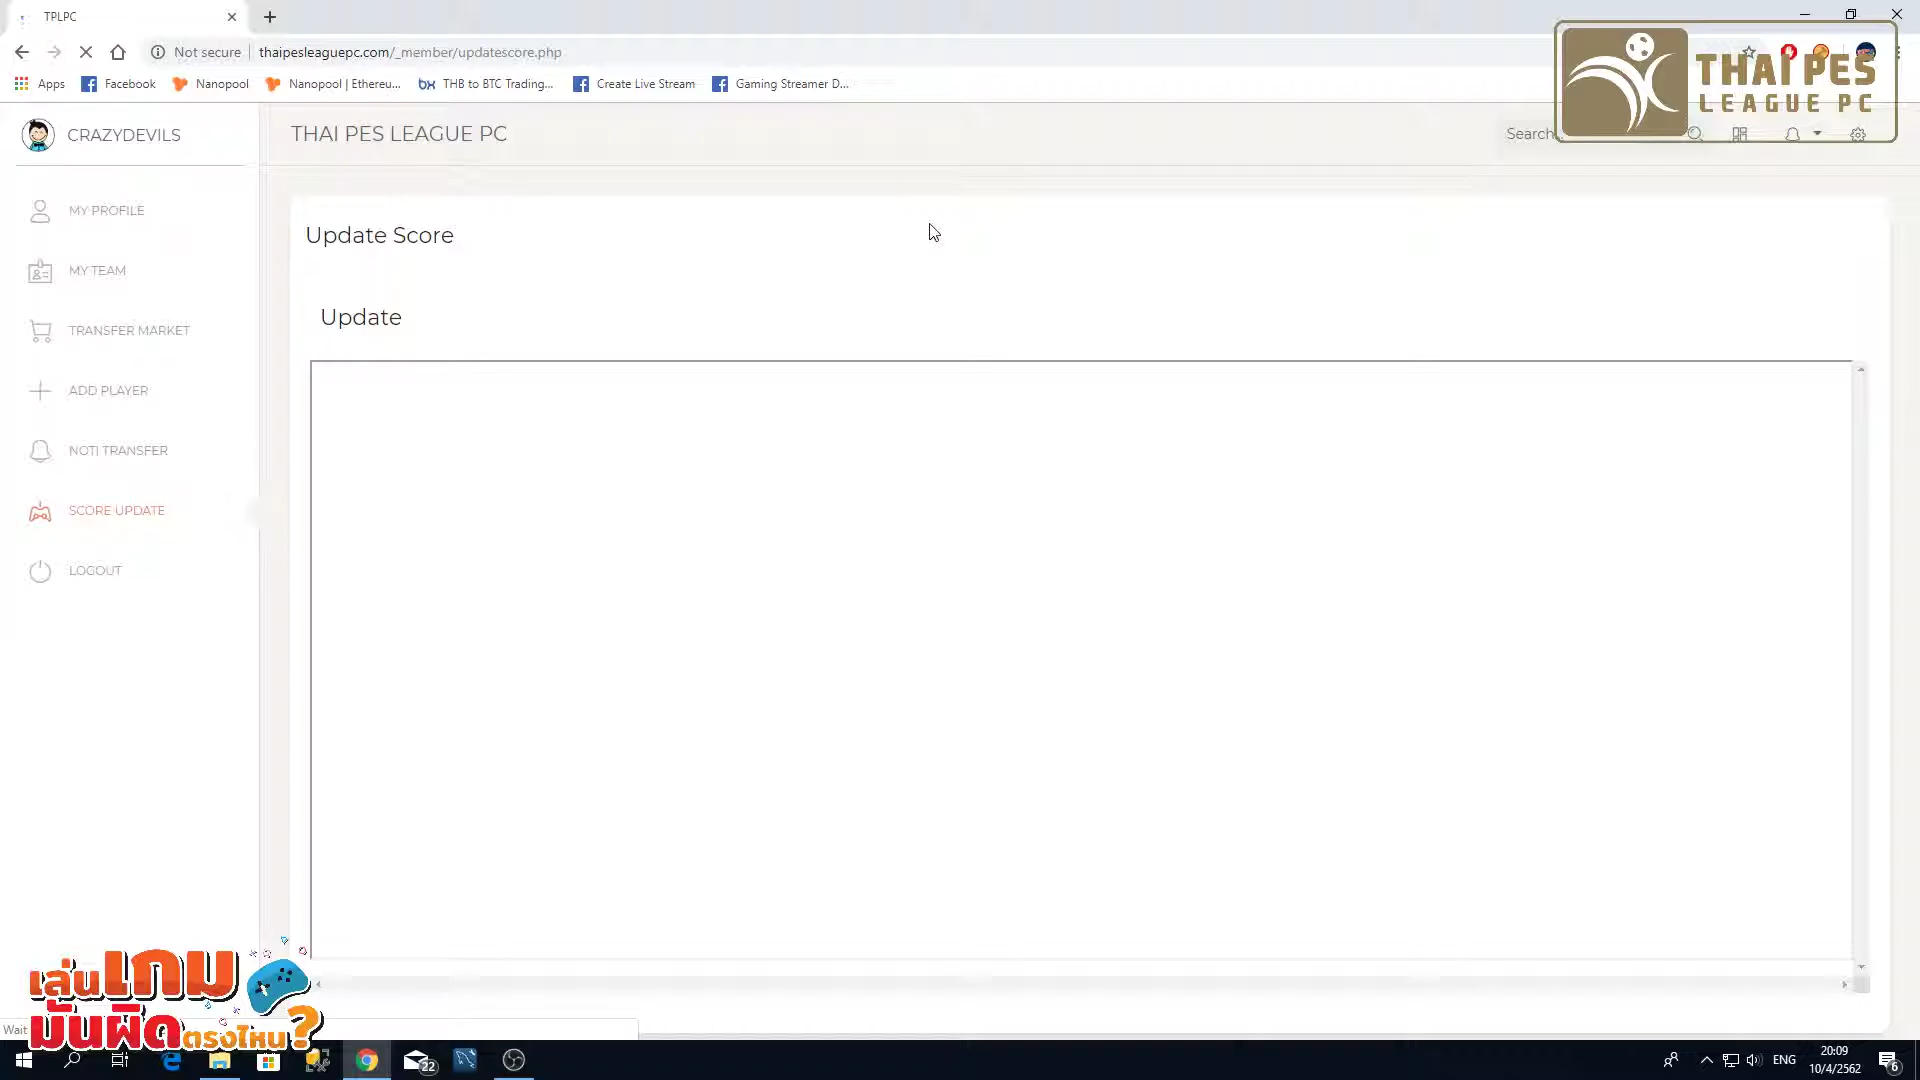 TPLPC
Not secure
thaipesleaguepc.com/_member/updatescore.php
Apps
Facebook
Nanopool
Nanopool | Ethereu...
THB to BTC Trading...
Create Live Stream
Gaming Streamer D...
THAI PES
LEAGUE PC
CRAZYDEVILS
THAI PES LEAGUE PC
Search...
MY PROFILE
Update Score
MY TEAM
Update
TRANSFER MARKET
ADD PLAYER
NOTI TRANSFER
SCORE UPDATE
LOGOUT
เล่นเกม
มันผิดตรงไหน?
Wait
22
ENG
20:09
10/4/2562
6